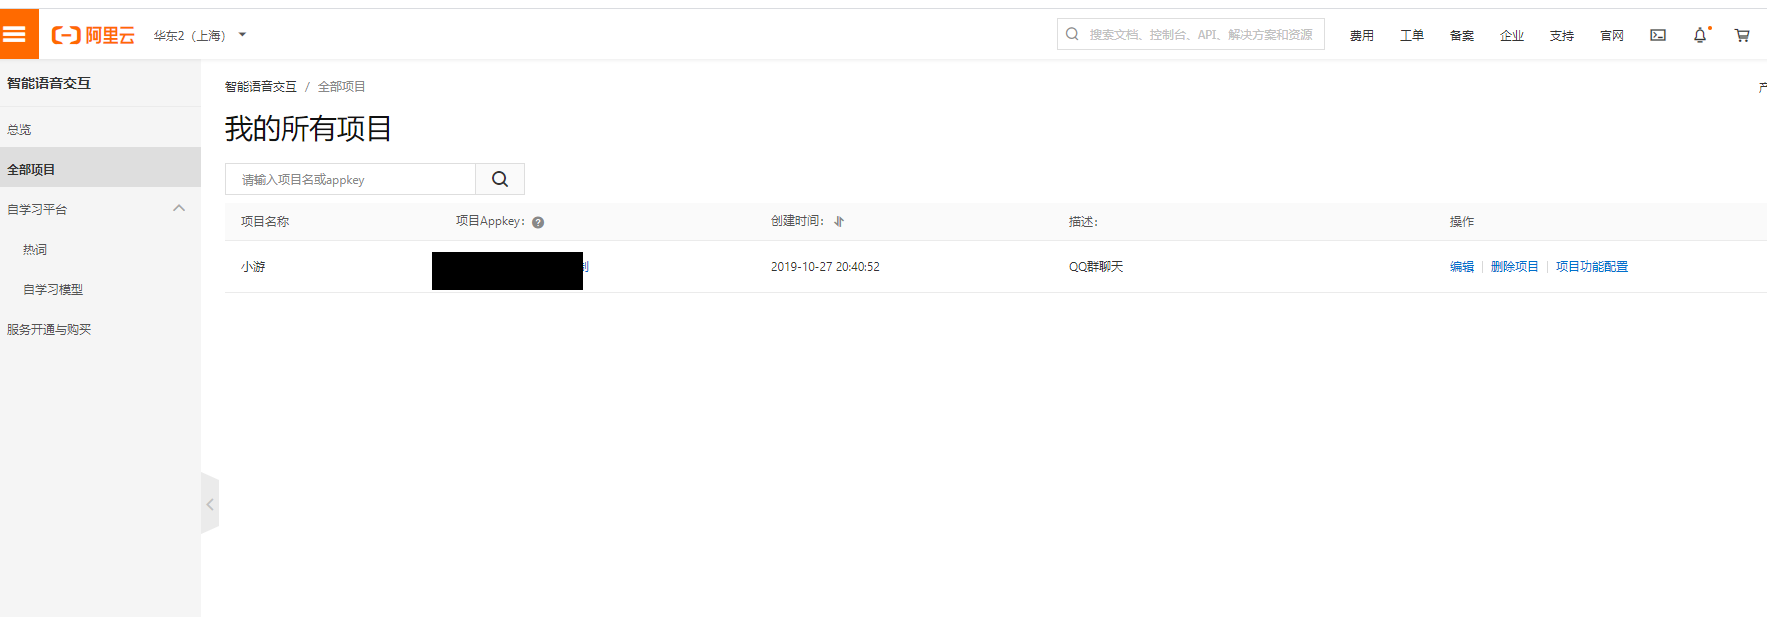 阿里云 华东2（上海） 搜索文档、控制台、API、解决方案和资源 费用 工单 备案 企业 支持 官网
智能语音交互
总览
全部项目
自学习平台
热词
自学习模型
服务开通与购买
智能语音交互 / 全部项目
我的所有项目
请输入项目名或appkey
项目名称 项目Appkey： 创建时间： 描述： 操作
小游 2019-10-27 20:40:52 QQ群聊天 编辑 删除项目 项目功能配置